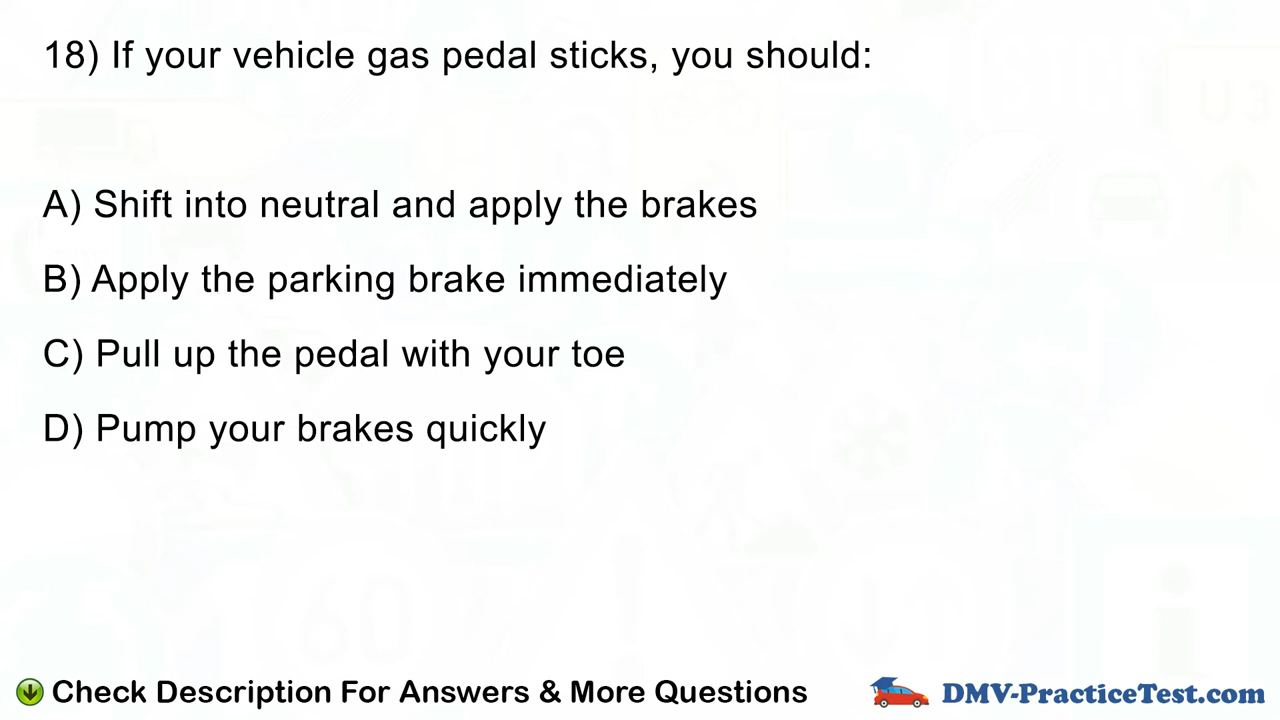 18) If your vehicle gas pedal sticks, you should:
A) Shift into neutral and apply the brakes
B) Apply the parking brake immediately
C) Pull up the pedal with your toe
D) Pump your brakes quickly
60
U3
Check Description For Answers & More Questions
DMV-PracticeTest.com